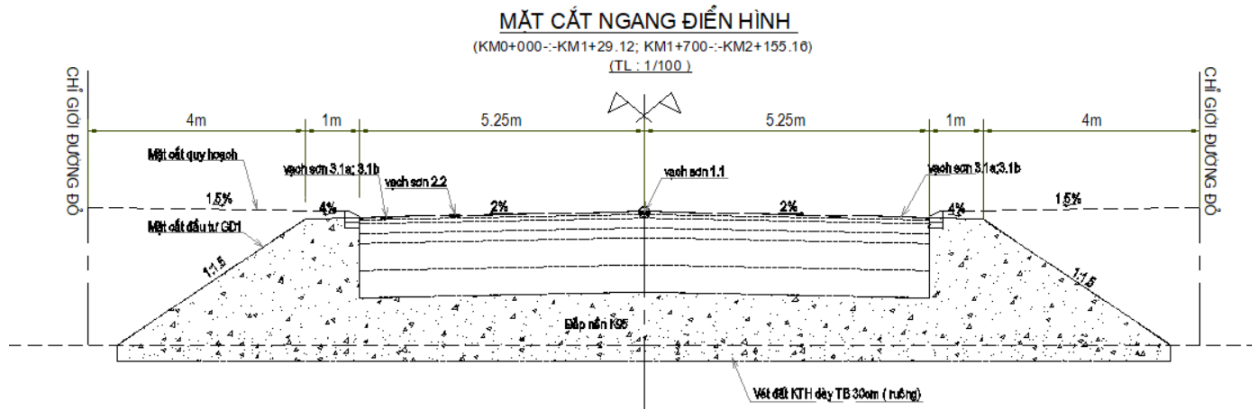 MẶT CẮT NGANG ĐIỂN HÌNH
(KM0+000-:-KM1+29.12; KM1+700-:-KM2+155.16)
(TL : 1/100 )
CHỈ GIỚI ĐƯỜNG ĐỎ
CHỈ GIỚI ĐƯỜNG ĐỎ
4m
1m
5.25m
5.25m
1m
4m
Mặt cắt quy hoạch
vạch sơn 3.1a; 3.1b
vạch sơn 2.2
vạch sơn 1.1
vạch sơn 3.1a;3.1b
1.5%
4%
2%
2%
4%
1.5%
Mặt cắt đầu tư GD1
1:1.5
1:1.5
Đắp nền K95
Vét đất KTH dày TB 30cm ( ruộng)